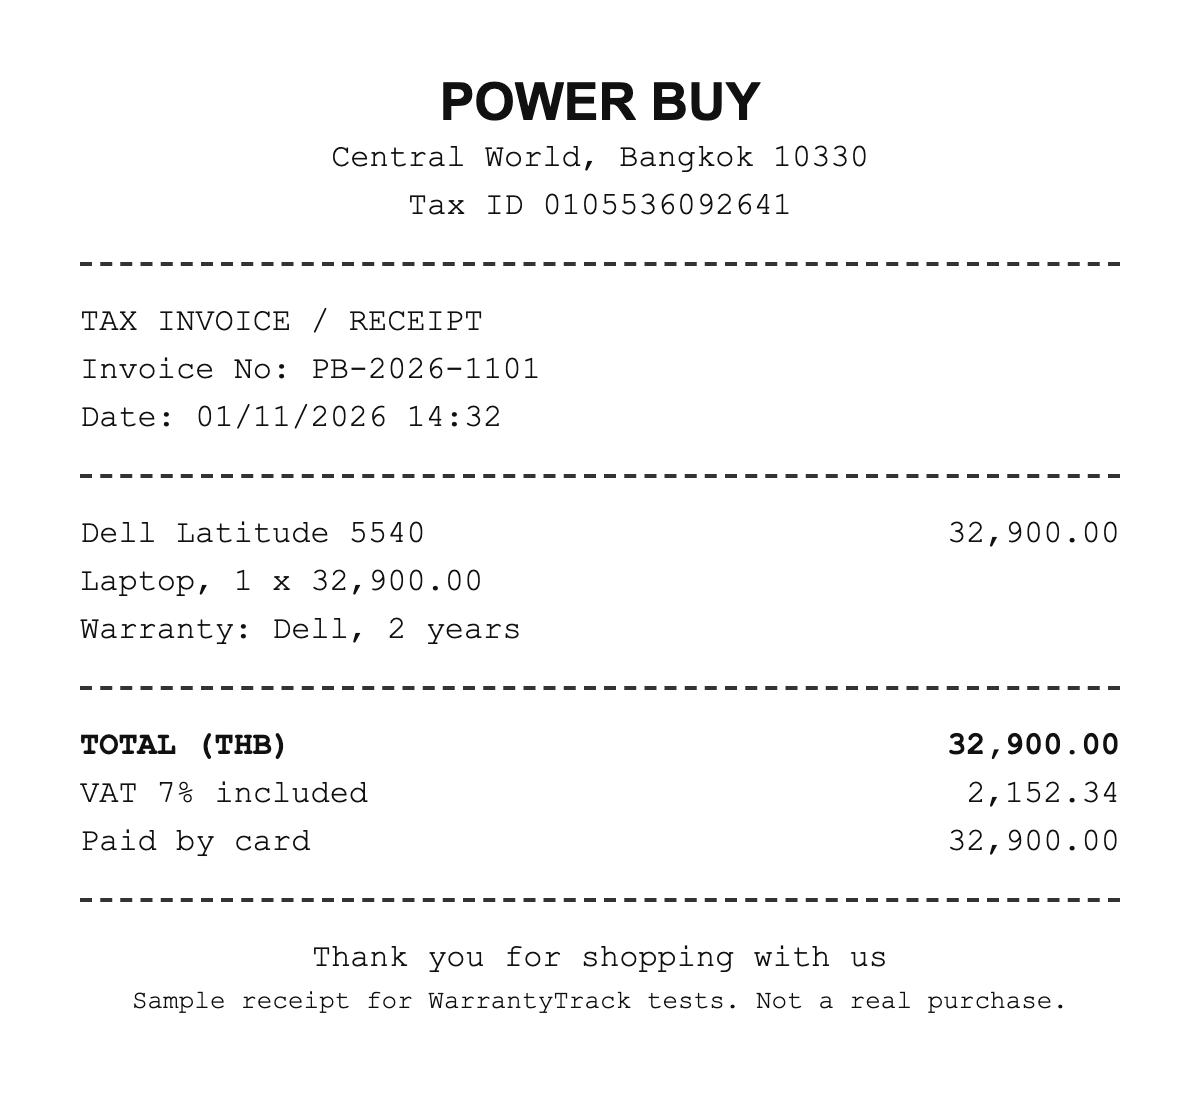 POWER BUY
Central World, Bangkok 10330
Tax ID 0105536092641
TAX INVOICE / RECEIPT
Invoice No: PB-2026-1101
Date: 01/11/2026 14:32
Dell Latitude 5540 32,900.00
Laptop, 1 x 32,900.00
Warranty: Dell, 2 years
TOTAL (THB) 32,900.00
VAT 7% included 2,152.34
Paid by card 32,900.00
Thank you for shopping with us
Sample receipt for WarrantyTrack tests. Not a real purchase.